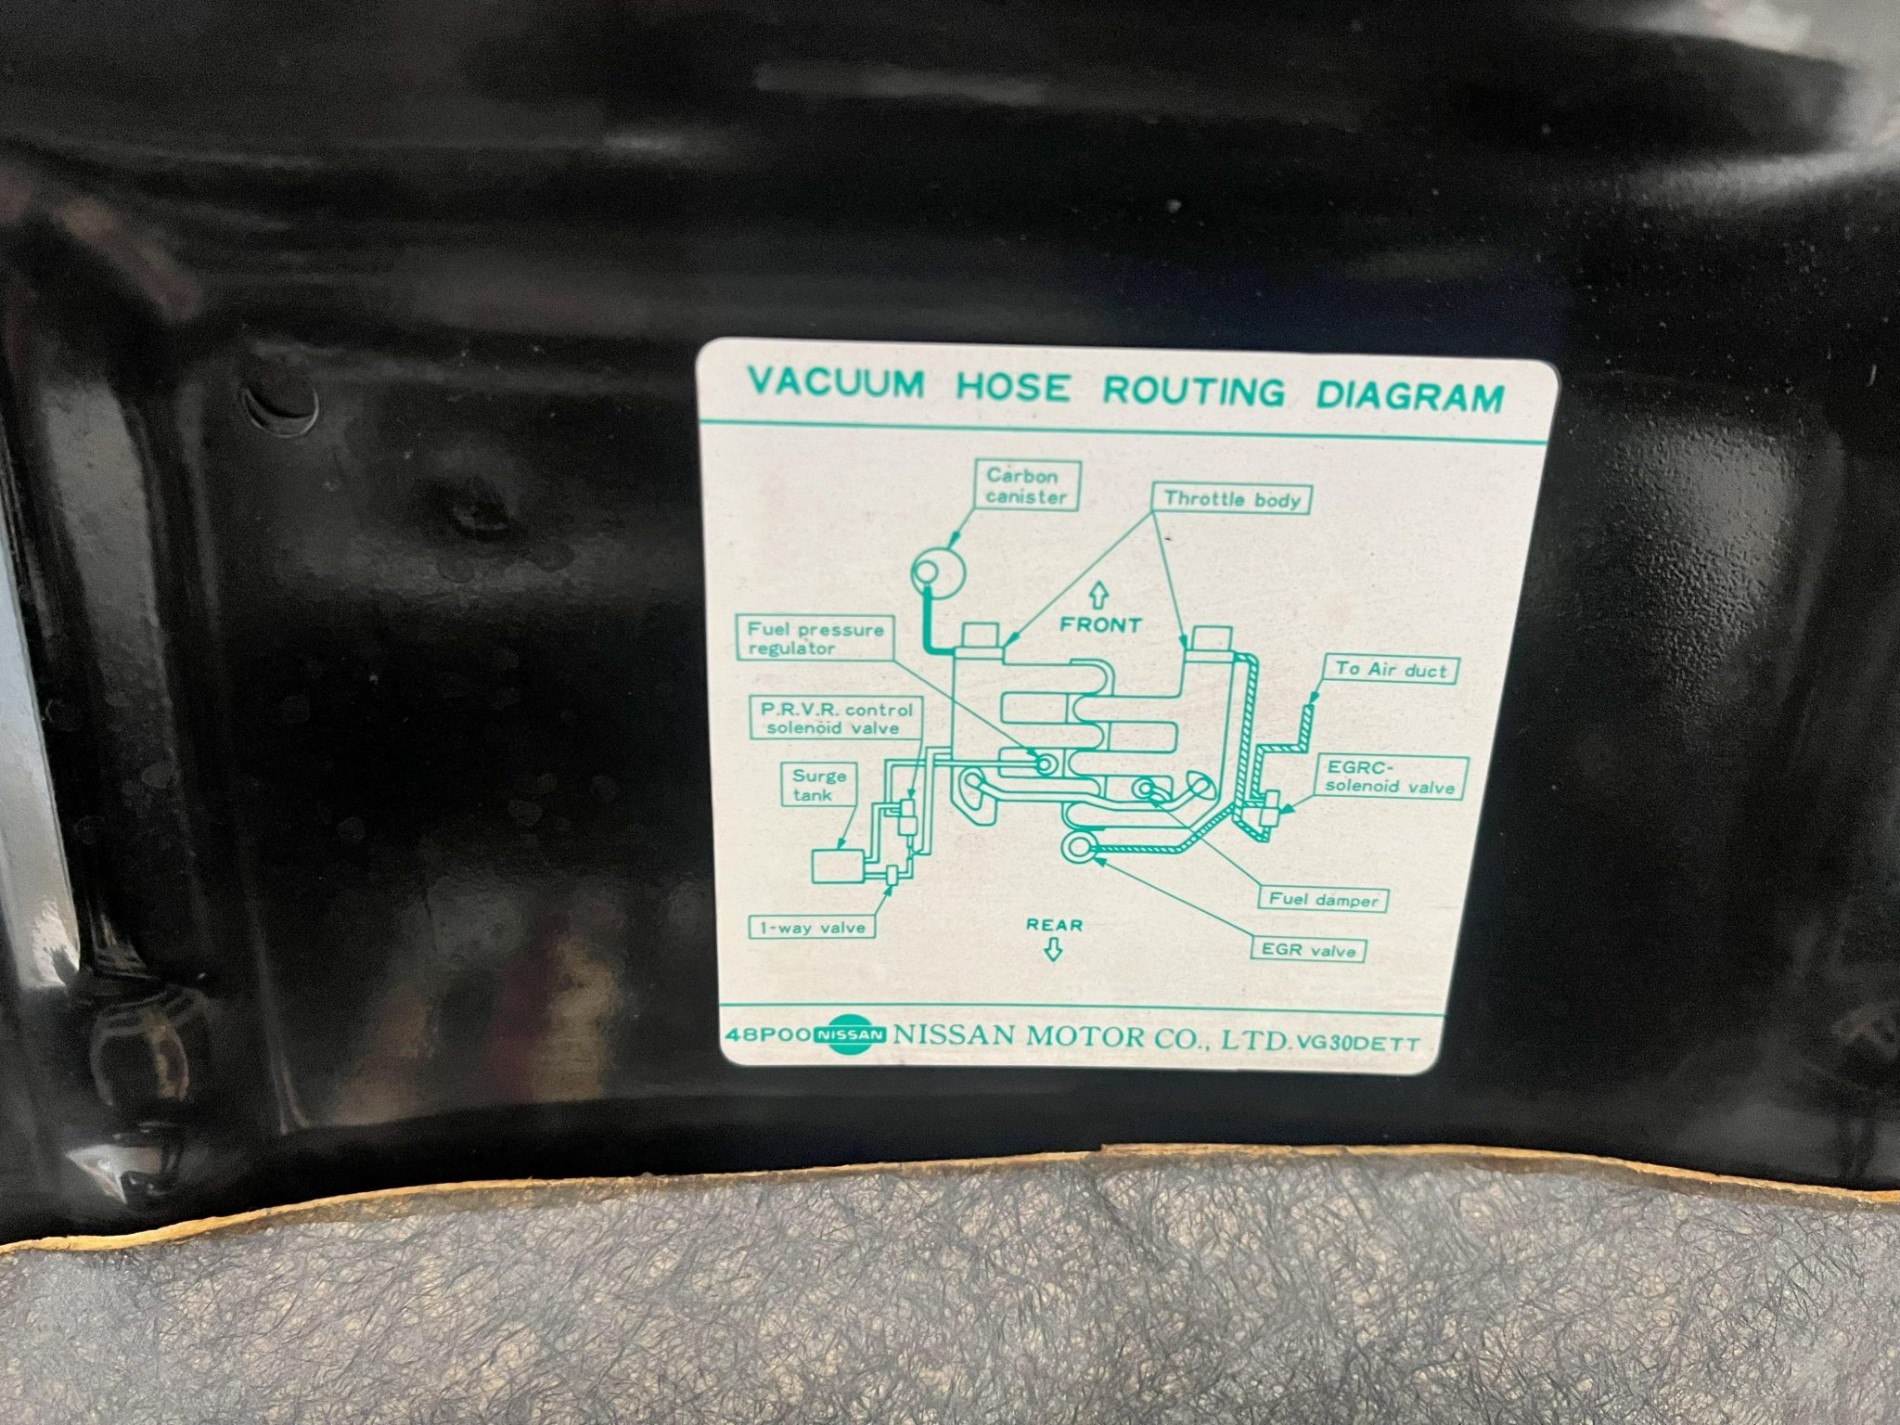 VACUUM HOSE ROUTING DIAGRAM
Carbon
canister
Throttle body
FRONT
Fuel pressure
regulator
To Air duct
P.R.V.R. control
solenoid valve
EGRC-
solenoid valve
Surge
tank
Fuel damper
1-way valve
REAR
EGR valve
48P00 NISSAN NISSAN MOTOR CO., LTD. VG30DETT